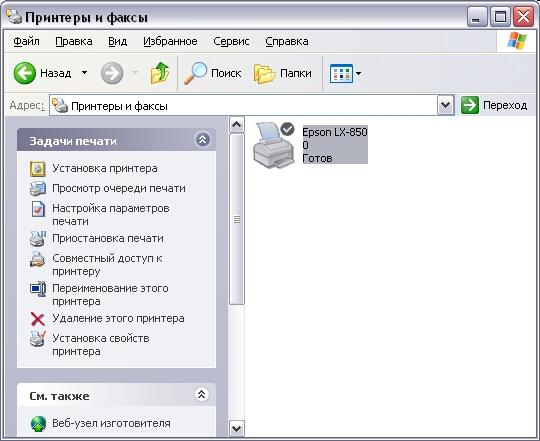 Принтеры и факсы
Файл Правка Вид Избранное Сервис Справка
Назад Поиск Папки
Адрес: Принтеры и факсы Переход
Задачи печати
Установка принтера
Просмотр очереди печати
Настройка параметров
печати
Приостановка печати
Совместный доступ к
принтеру
Переименование этого
принтера
Удаление этого принтера
Установка свойств
принтера
См. также
Веб-узел изготовителя
Epson LX-850
0
Готов